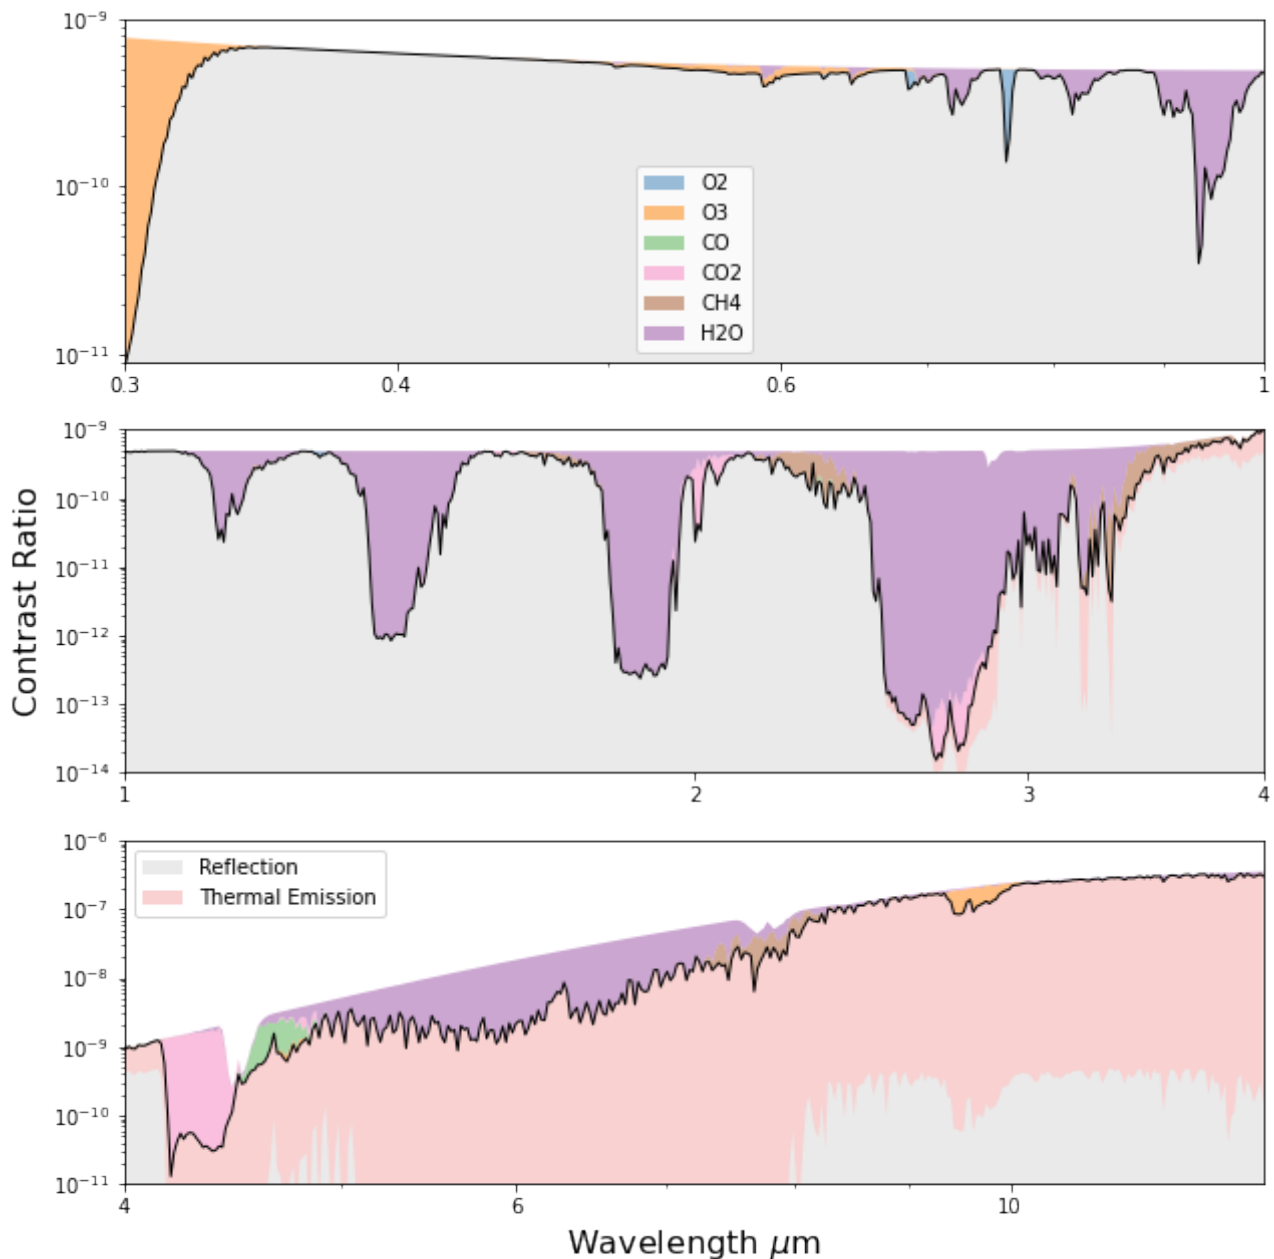 10⁻⁹
10⁻¹⁰
10⁻¹¹
0.3
0.4
0.6
1
O2
O3
CO
CO2
CH4
H2O
Contrast Ratio
10⁻⁹
10⁻¹⁰
10⁻¹¹
10⁻¹²
10⁻¹³
10⁻¹⁴
1
2
3
4
10⁻⁶
10⁻⁷
10⁻⁸
10⁻⁹
10⁻¹⁰
10⁻¹¹
Reflection
Thermal Emission
4
6
10
Wavelength μm